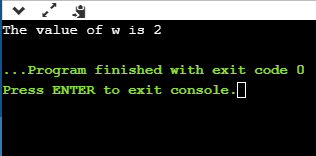 The value of w is 2
...Program finished with exit code 0
Press ENTER to exit console.